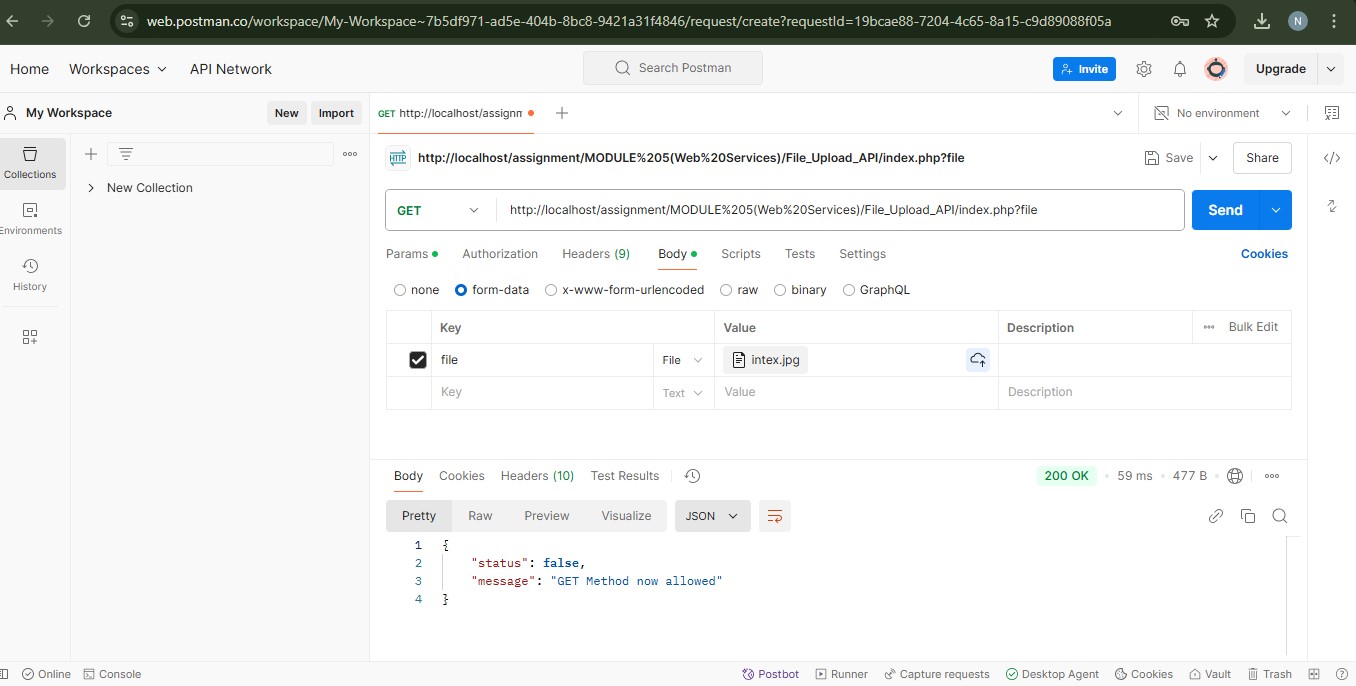 web.postman.co/workspace/My-Workspace~7b5df971-ad5e-404b-8bc8-9421a31f4846/request/create?requestId=19bcae88-7204-4c65-8a15-c9d89088f05a
N
Home Workspaces API Network
Search Postman
Invite
Upgrade
My Workspace
New Import
GET http://localhost/assignn
No environment
Collections
New Collection
Environments
History
HTTP http://localhost/assignment/MODULE%205(Web%20Services)/File_Upload_API/index.php?file
Save
Share
GET http://localhost/assignment/MODULE%205(Web%20Services)/File_Upload_API/index.php?file
Send
Params Authorization Headers (9) Body Scripts Tests Settings Cookies
none form-data x-www-form-urlencoded raw binary GraphQL
Key Value Description Bulk Edit
file File intex.jpg
Key Text Value Description
Body Cookies Headers (10) Test Results
200 OK 59 ms 477 B
Pretty Raw Preview Visualize JSON
1 {
2 "status": false,
3 "message": "GET Method now allowed"
4 }
Online Console Postbot Runner Capture requests Desktop Agent Cookies Vault Trash